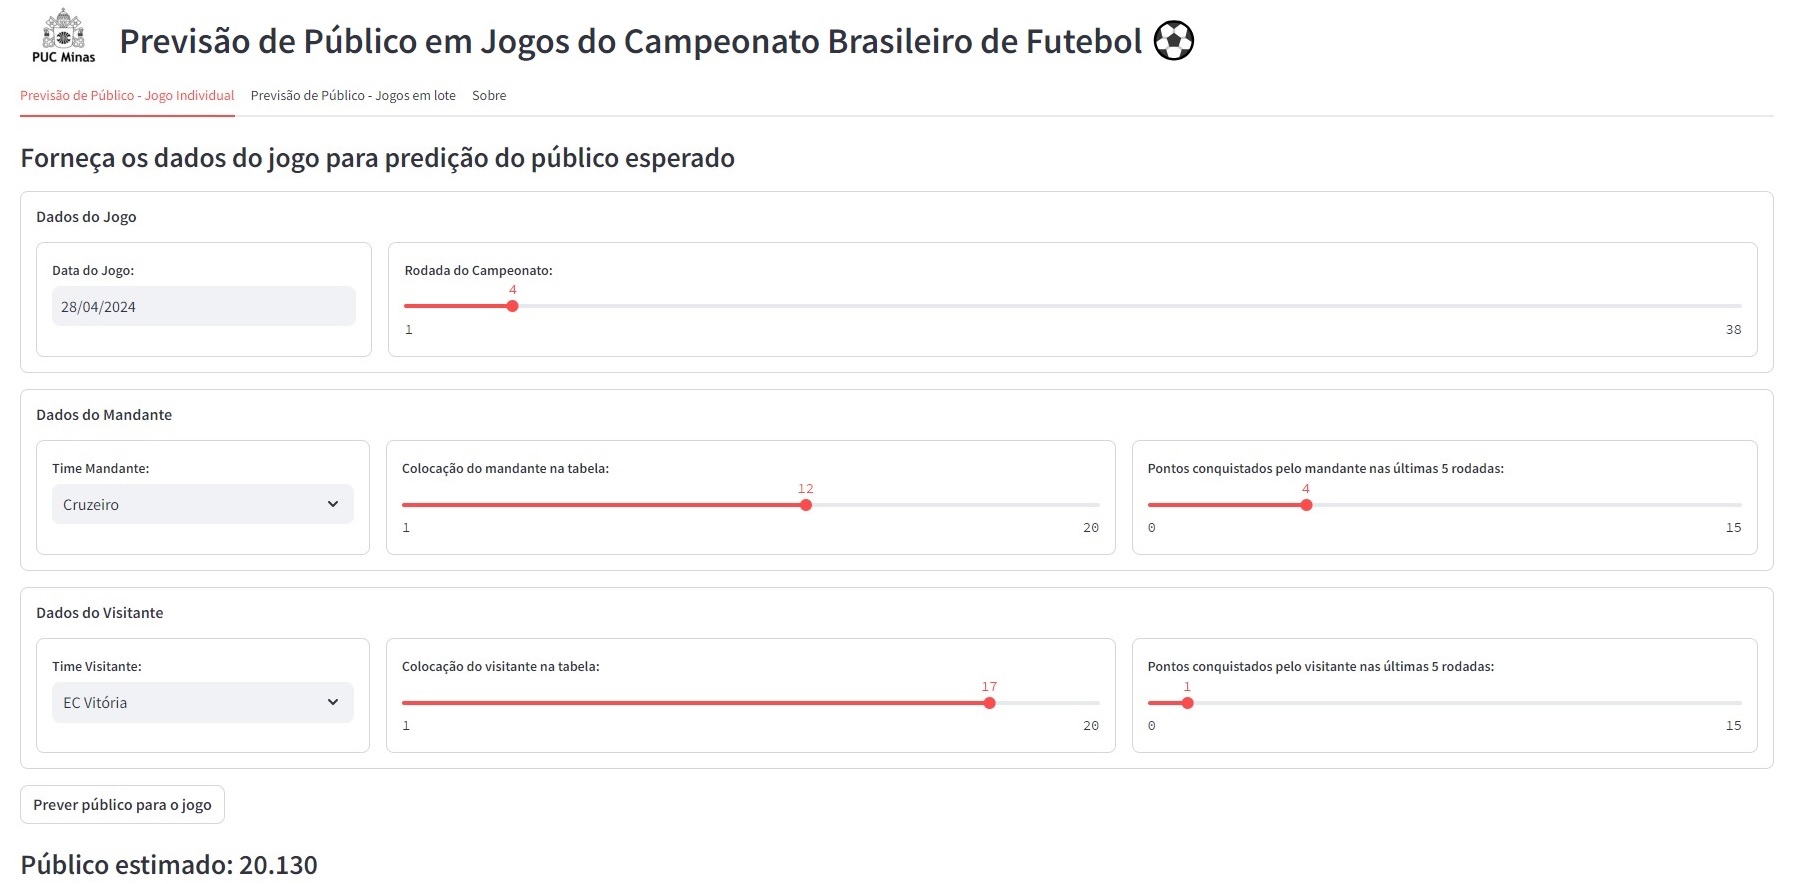 PUC Minas
Previsão de Público em Jogos do Campeonato Brasileiro de Futebol
Previsão de Público - Jogo Individual Previsão de Público - Jogos em lote Sobre
Forneça os dados do jogo para predição do público esperado
Dados do Jogo
Data do Jogo: Rodada do Campeonato:
4
28/04/2024
1 38
Dados do Mandante
Time Mandante: Colocação do mandante na tabela: Pontos conquistados pelo mandante nas últimas 5 rodadas:
12 4
Cruzeiro
1 20 0 15
Dados do Visitante
Time Visitante: Colocação do visitante na tabela: Pontos conquistados pelo visitante nas últimas 5 rodadas:
17 1
EC Vitória
1 20 0 15
Prever público para o jogo
Público estimado: 20.130